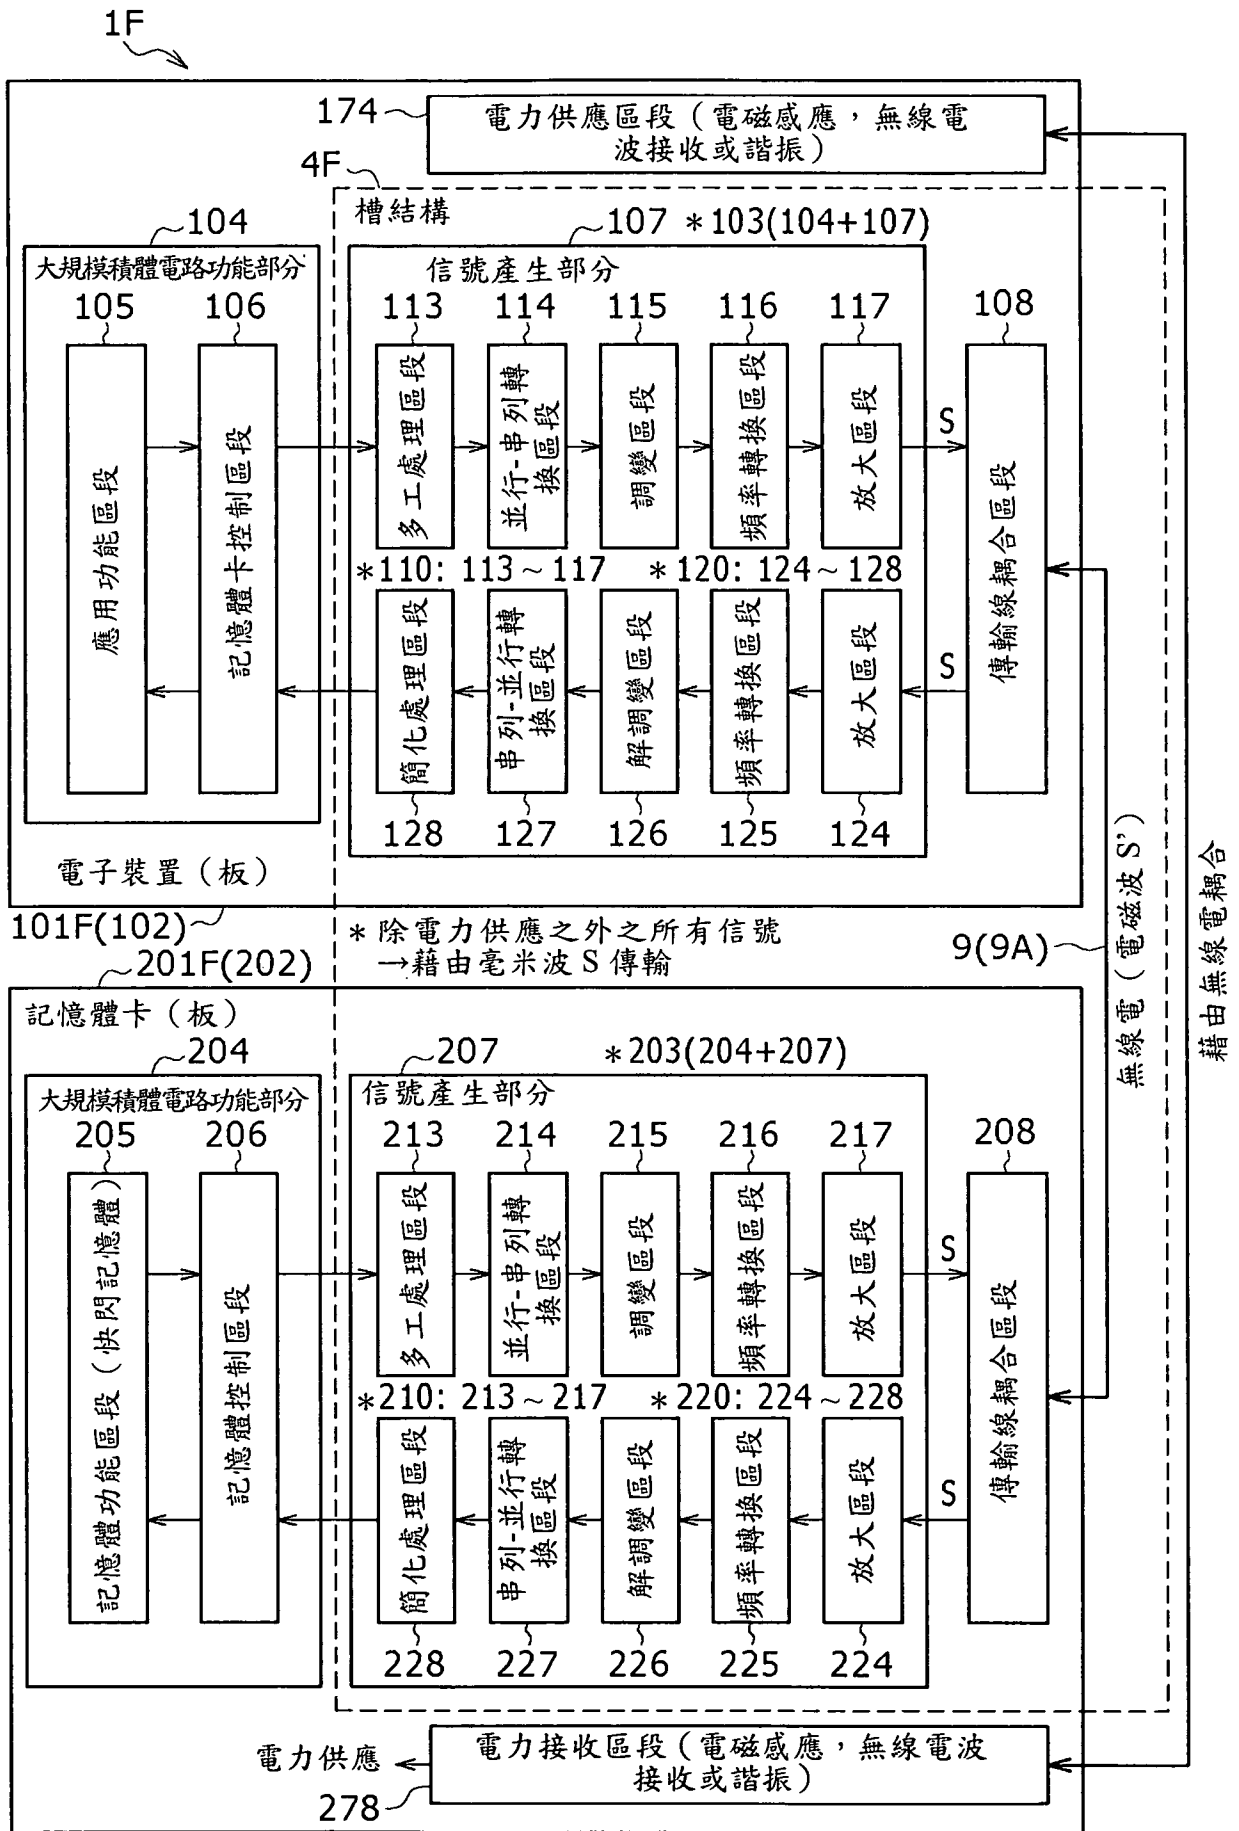 1F
174
電力供應區段（電磁感應，無線電
波接收或諧振）
4F
槽結構
104
大規模積體電路功能部分
105
106
應用功能區段
記憶體卡控制區段
107
*103(104+107)
信號產生部分
113
114
115
116
117
108
多工處理區段
並行-串列轉
換區段
調變區段
頻率轉換區段
放大區段
S
傳輸線耦合區段
*110: 113～117
*120: 124～128
簡化處理區段
串列-並行轉
換區段
解調變區段
頻率轉換區段
放大區段
S
128
127
126
125
124
電子裝置（板）
101F(102)
*除電力供應之外之所有信號
→藉由毫米波 S 傳輸
9(9A)
無線電（電磁波S'）
藉由無線電耦合
201F(202)
記憶體卡（板）
204
大規模積體電路功能部分
205
206
記憶體功能區段（快閃記憶體）
記憶體控制區段
207
*203(204+207)
信號產生部分
213
214
215
216
217
208
多工處理區段
並行-串列轉
換區段
調變區段
頻率轉換區段
放大區段
S
傳輸線耦合區段
*210: 213～217
*220: 224～228
簡化處理區段
串列-並行轉
換區段
解調變區段
頻率轉換區段
放大區段
S
228
227
226
225
224
電力供應
電力接收區段（電磁感應，無線電波
接收或諧振）
278